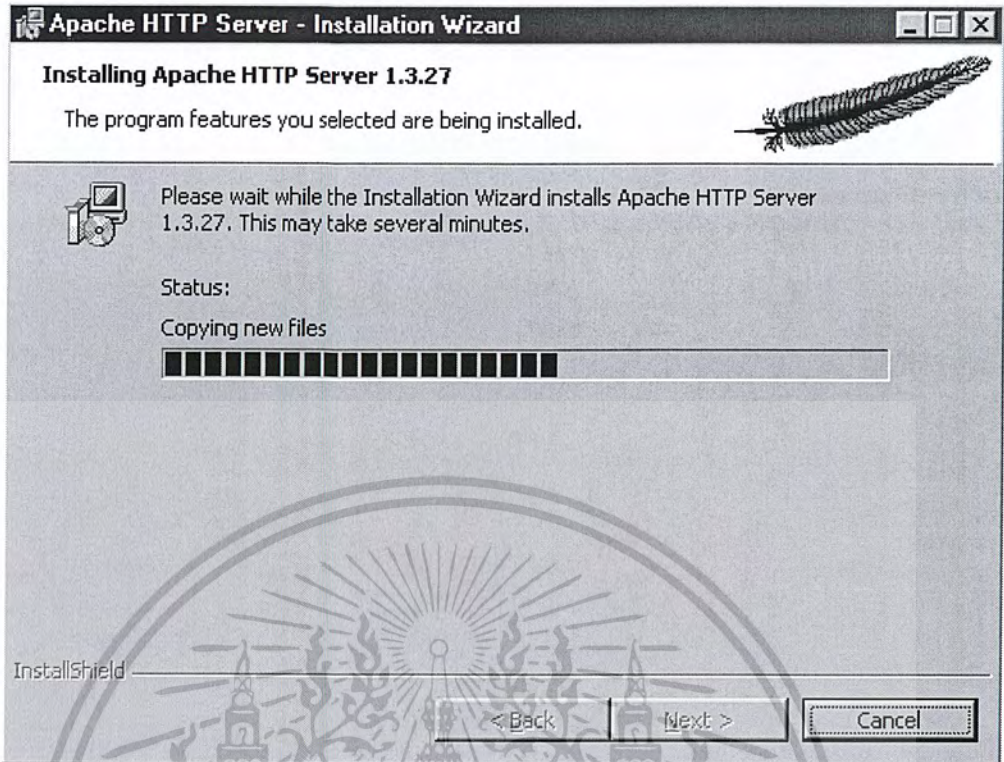 Apache HTTP Server - Installation Wizard
Installing Apache HTTP Server 1.3.27
The program features you selected are being installed.
Please wait while the Installation Wizard installs Apache HTTP Server
1.3.27. This may take several minutes.
Status:
Copying new files
InstallShield
< Back
Next >
Cancel